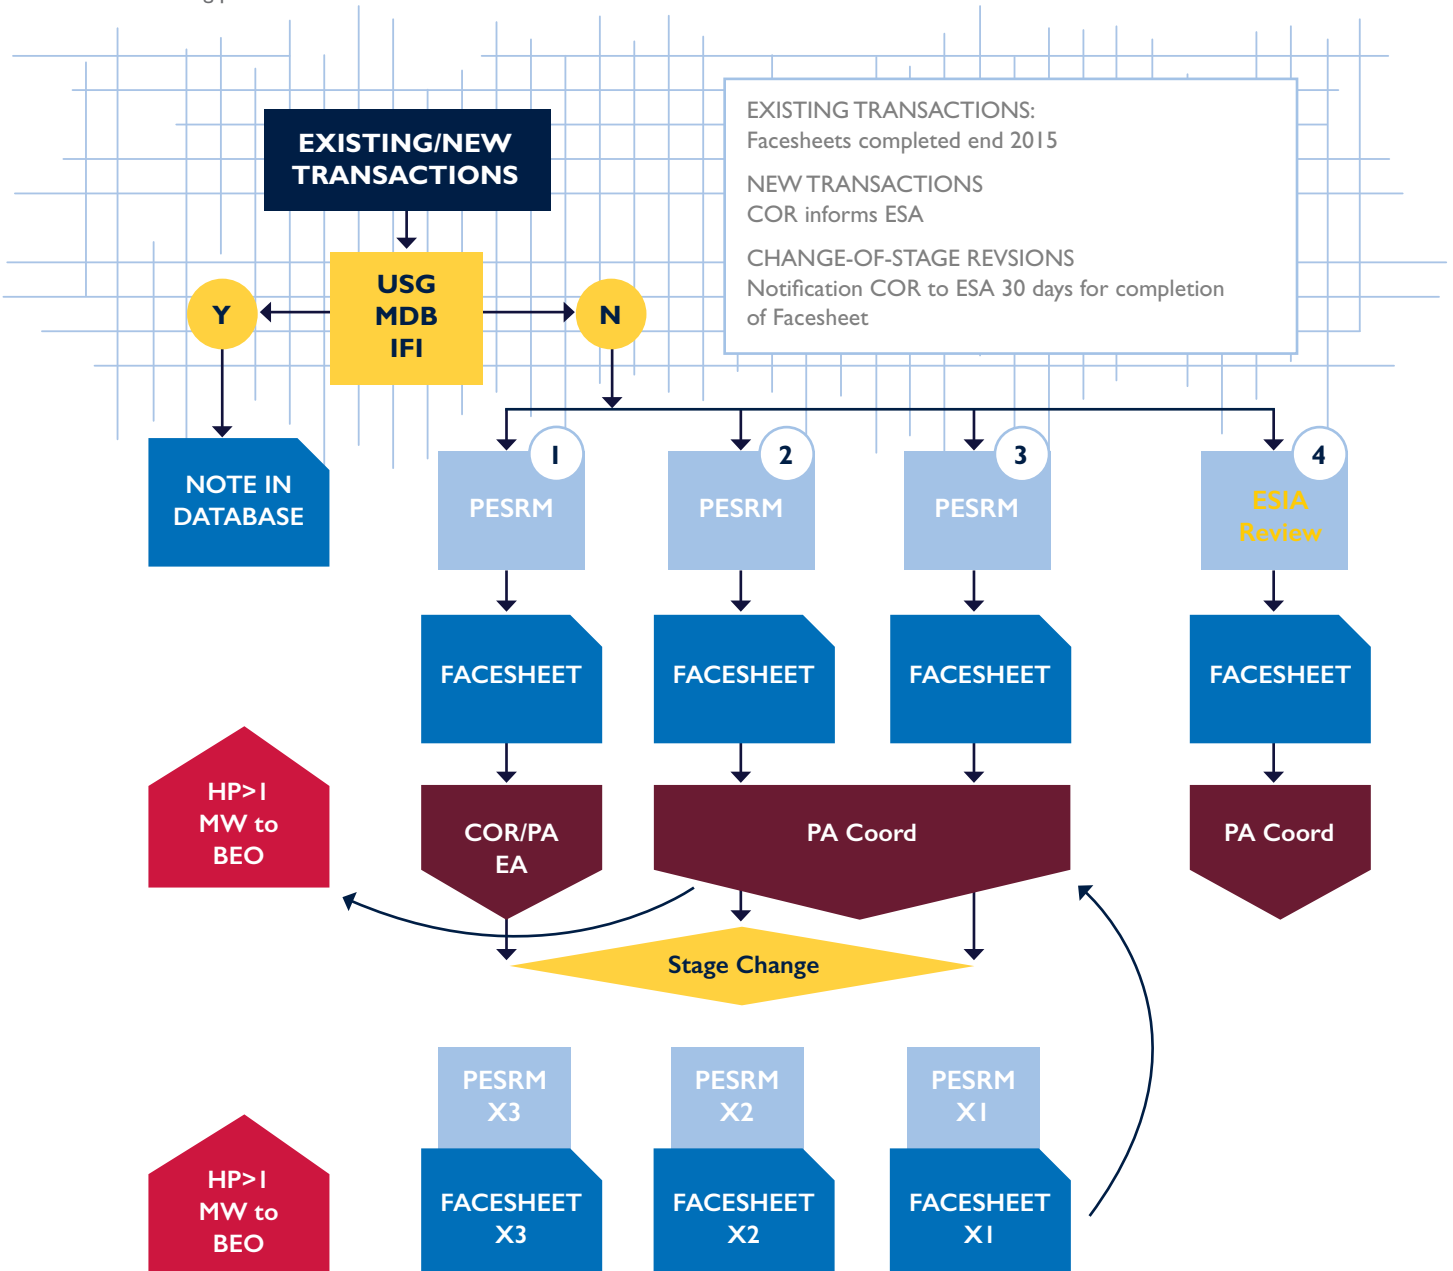 EXISTING/NEW
TRANSACTIONS
EXISTING TRANSACTIONS:
Facesheets completed end 2015
NEW TRANSACTIONS
COR informs ESA
CHANGE-OF-STAGE REVSIONS
Notification COR to ESA 30 days for completion
of Facesheet
Y
USG
MDB
IFI
N
NOTE IN
DATABASE
1
PESRM
2
PESRM
3
PESRM
4
ESIA
Review
FACESHEET
FACESHEET
FACESHEET
FACESHEET
HP>1
MW to
BEO
COR/PA
EA
PA Coord
PA Coord
Stage Change
PESRM
X3
PESRM
X2
PESRM
X1
HP>1
MW to
BEO
FACESHEET
X3
FACESHEET
X2
FACESHEET
X1